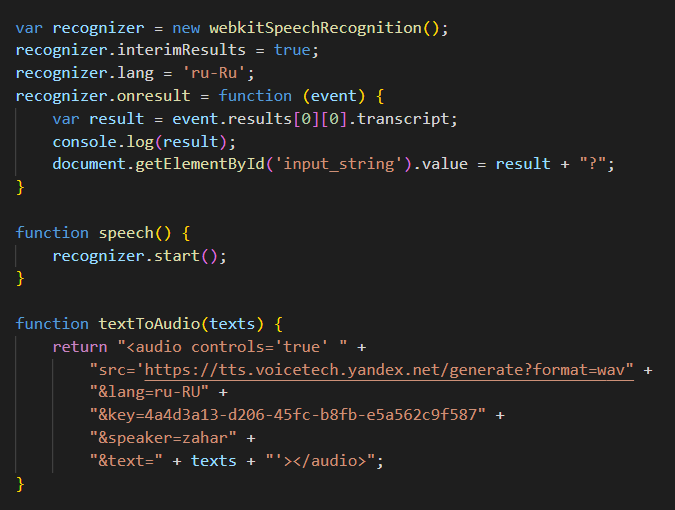 var recognizer = new webkitSpeechRecognition();
recognizer.interimResults = true;
recognizer.lang = 'ru-Ru';
recognizer.onresult = function (event) {
    var result = event.results[0][0].transcript;
    console.log(result);
    document.getElementById('input_string').value = result + "?";
}

function speech() {
    recognizer.start();
}

function textToAudio(texts) {
    return "<audio controls='true' " +
        "src='https://tts.voicetech.yandex.net/generate?format=wav" +
        "&lang=ru-RU" +
        "&key=4a4d3a13-d206-45fc-b8fb-e5a562c9f587" +
        "&speaker=zahar" +
        "&text=" + texts + "'></audio>";
}